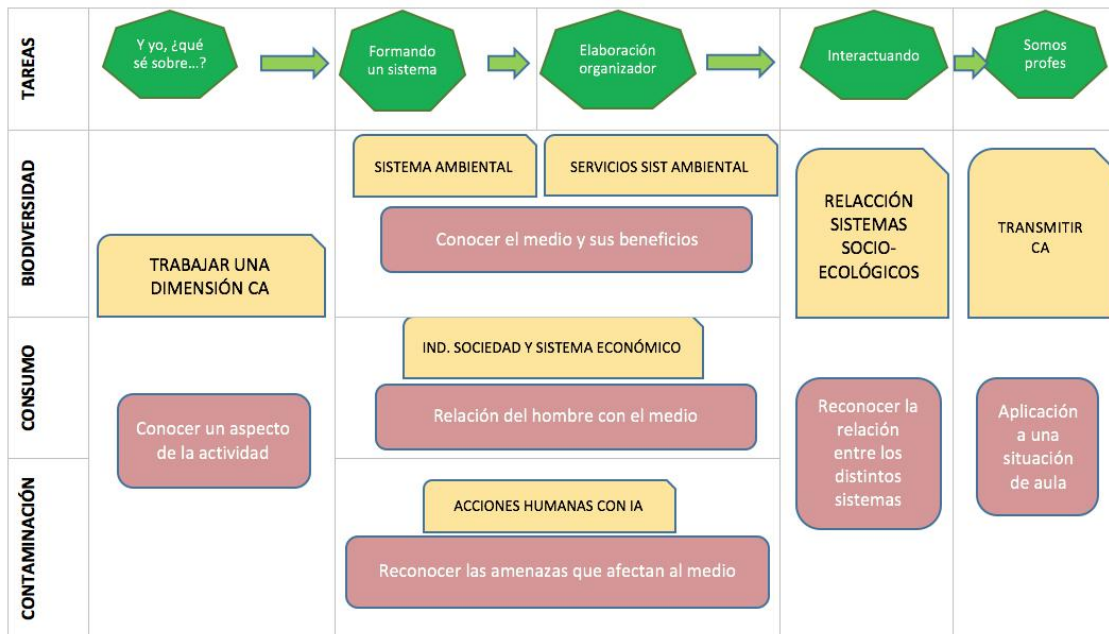 TAREAS
Y yo, ¿qué
sé sobre...?
Formando
un sistema
Elaboración
organizador
Interactuando
Somos
profes
BIODIVERSIDAD
TRABAJAR UNA
DIMENSIÓN CA
SISTEMA AMBIENTAL
SERVICIOS SIST AMBIENTAL
Conocer el medio y sus beneficios
RELACCIÓN
SISTEMAS
SOCIO-
ECOLÓGICOS
TRANSMITIR
CA
CONSUMO
Conocer un aspecto
de la actividad
IND. SOCIEDAD Y SISTEMA ECONÓMICO
Relación del hombre con el medio
Reconocer la
relación
entre los
distintos
sistemas
Aplicación
a una
situación
de aula
CONTAMINACIÓN
ACCIONES HUMANAS CON IA
Reconocer las amenazas que afectan al medio